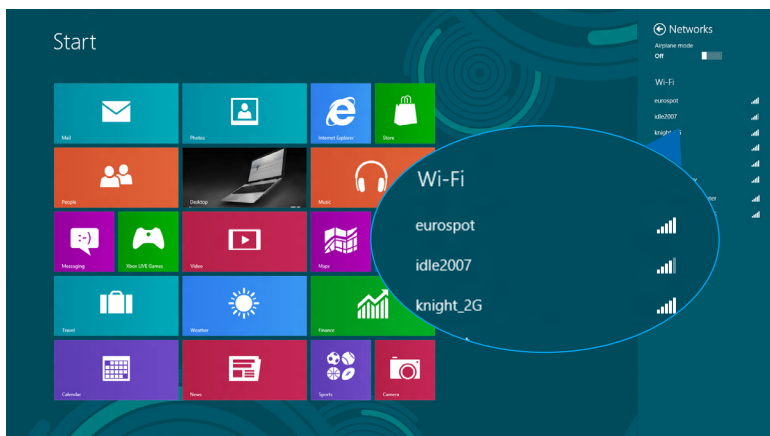 Start
Networks
Airplane mode
Off
Wi-Fi
eurospot
idle2007
Mail
Photos
Internet Explorer
Store
People
Desktop
Music
Messaging
Xbox LIVE Games
Video
Maps
Travel
Weather
Finance
Calendar
News
Sports
Camera
Wi-Fi
eurospot
idle2007
knight_2G